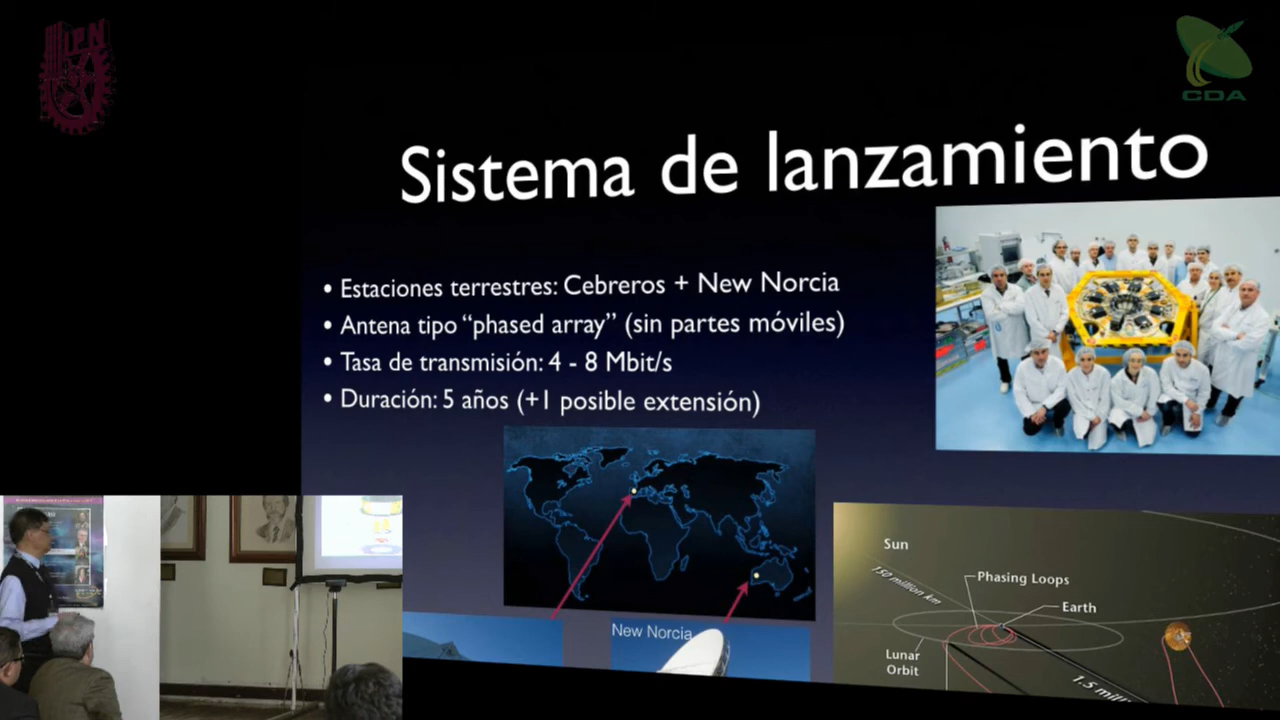 IPN
CDA
Sistema de lanzamiento
• Estaciones terrestres: Cebreros + New Norcia
• Antena tipo “phased array” (sin partes móviles)
• Tasa de transmisión: 4 - 8 Mbit/s
• Duración: 5 años (+1 posible extensión)
New Norcia
Sun
150 million km
Phasing Loops
Earth
Lunar
Orbit